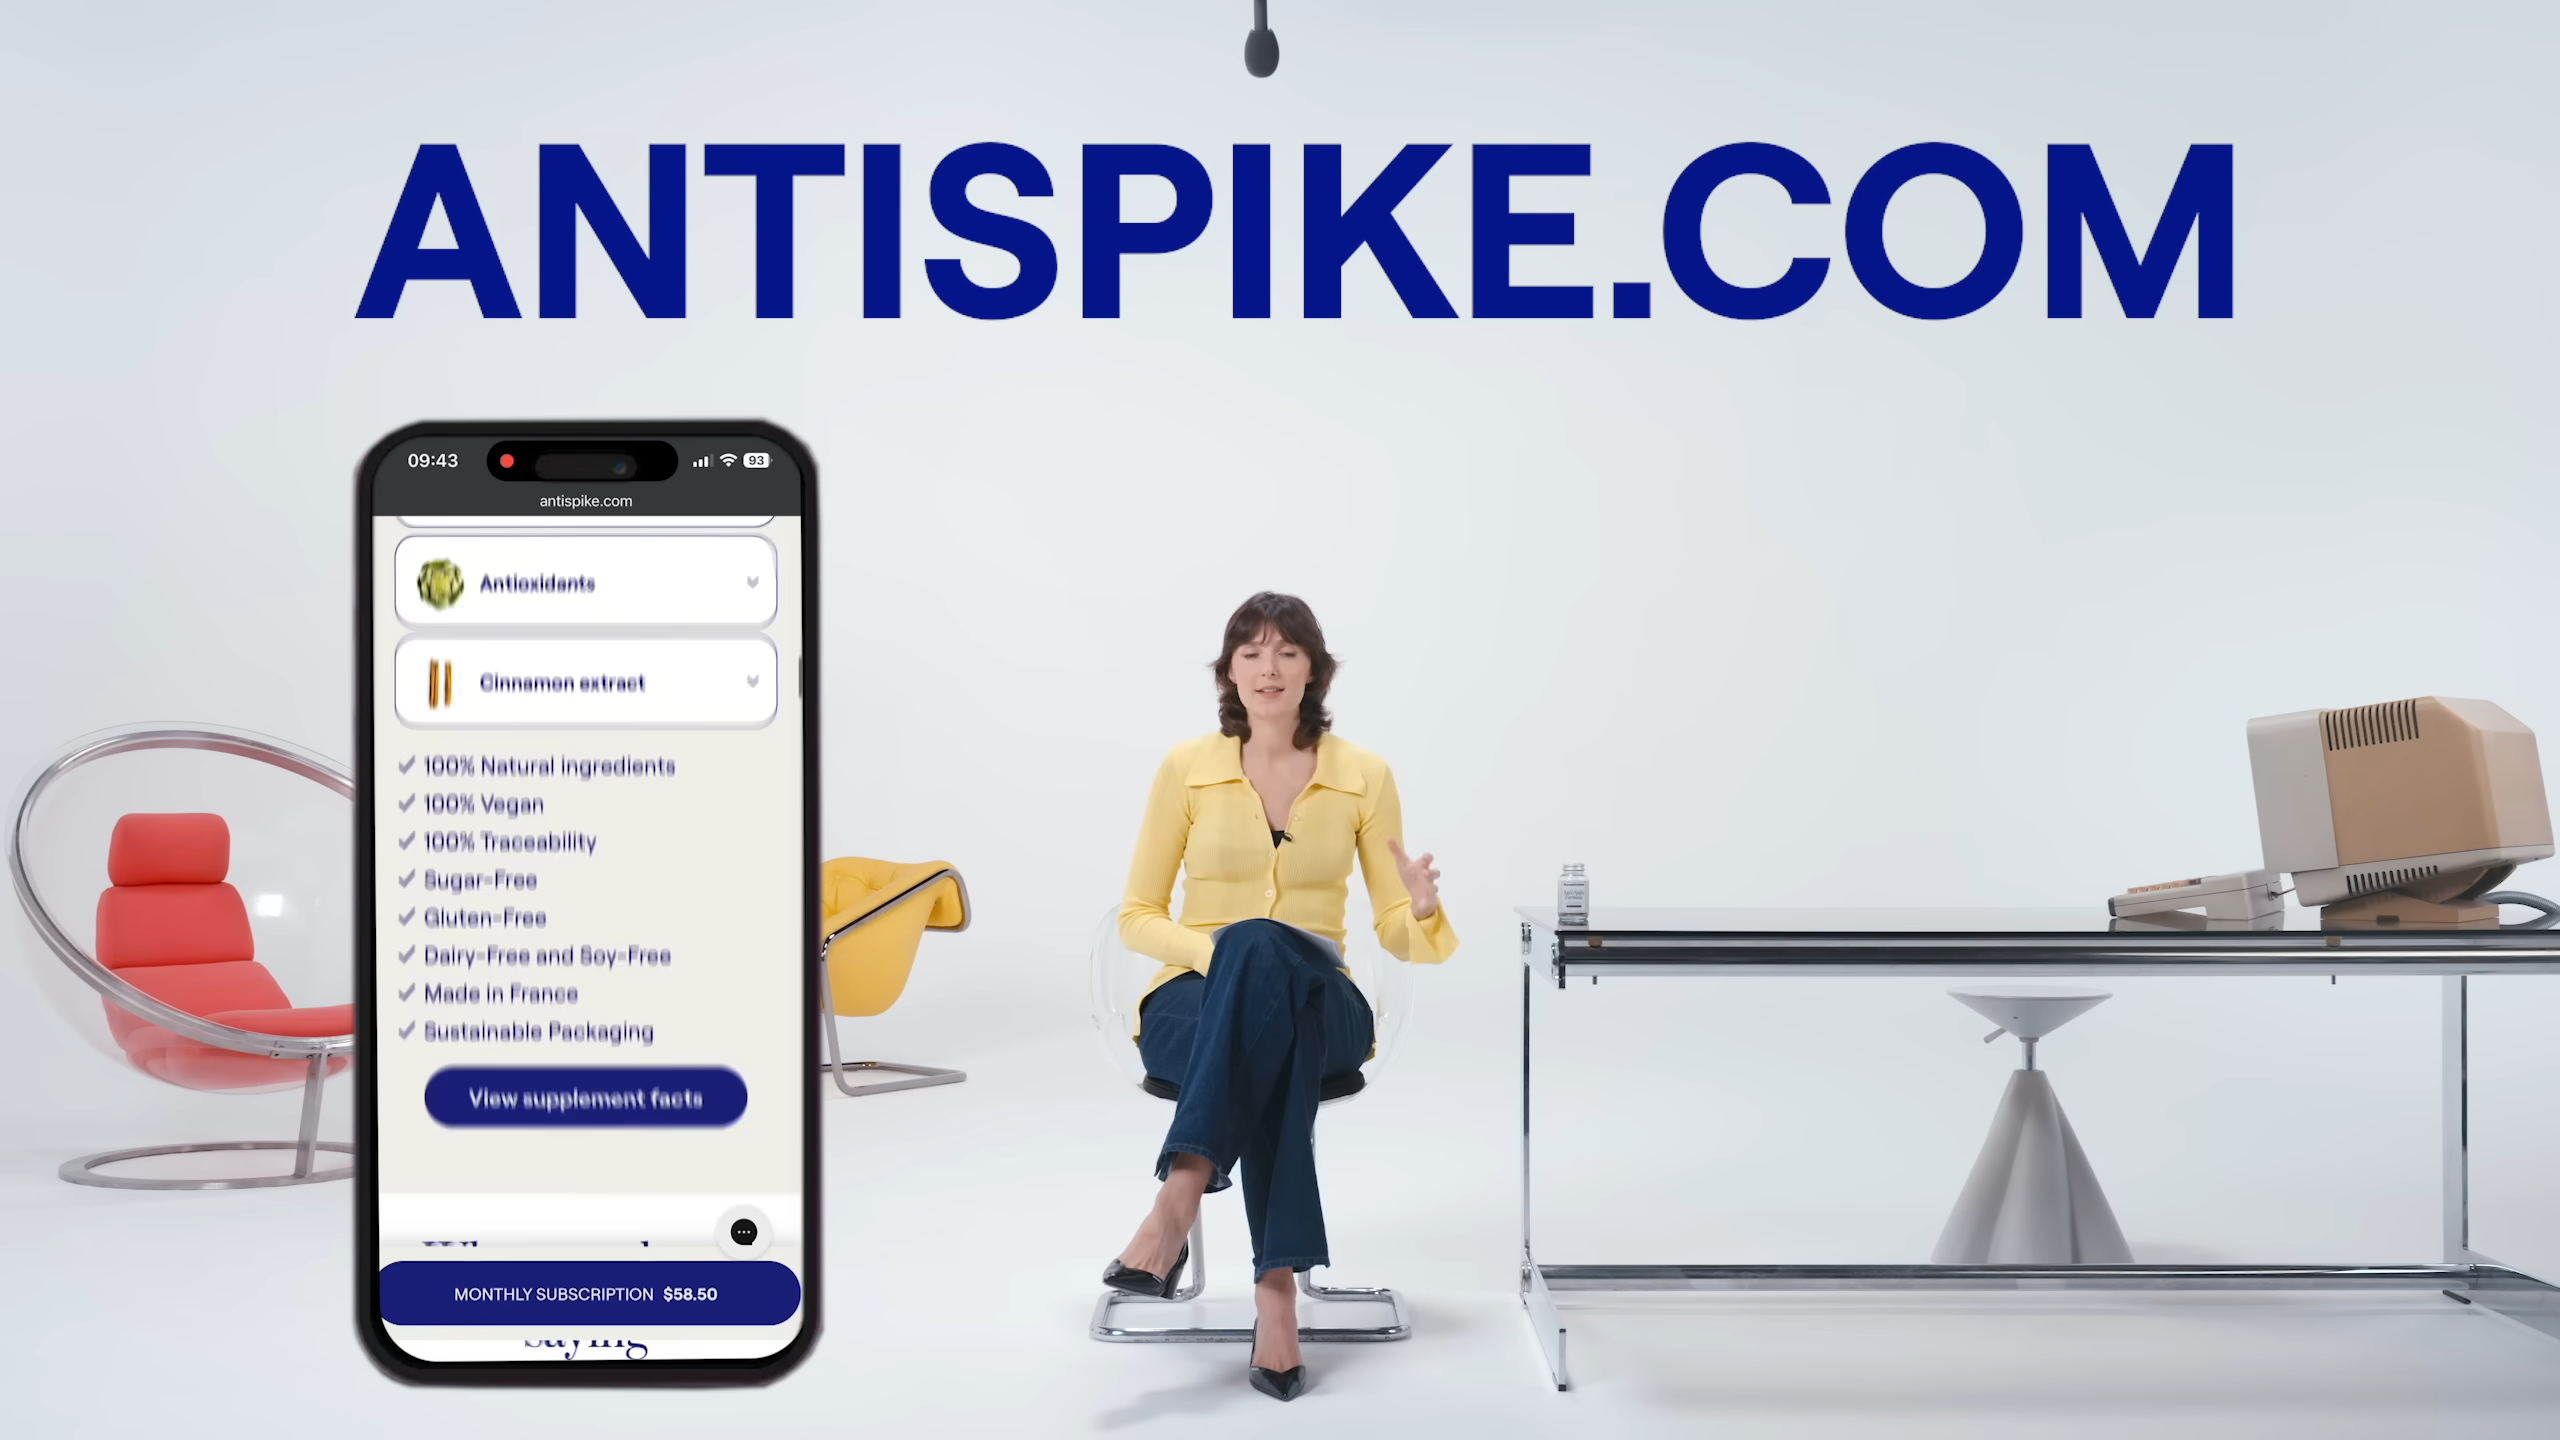 ANTISPIKE.COM
09:43
93
antispike.com
Antioxidants
Cinnamon extract
100% Natural ingredients
100% Vegan
100% Traceability
Sugar-Free
Gluten-Free
Dairy-Free and Soy-Free
Made in France
Sustainable Packaging
View supplement facts
MONTHLY SUBSCRIPTION $58.50
saying